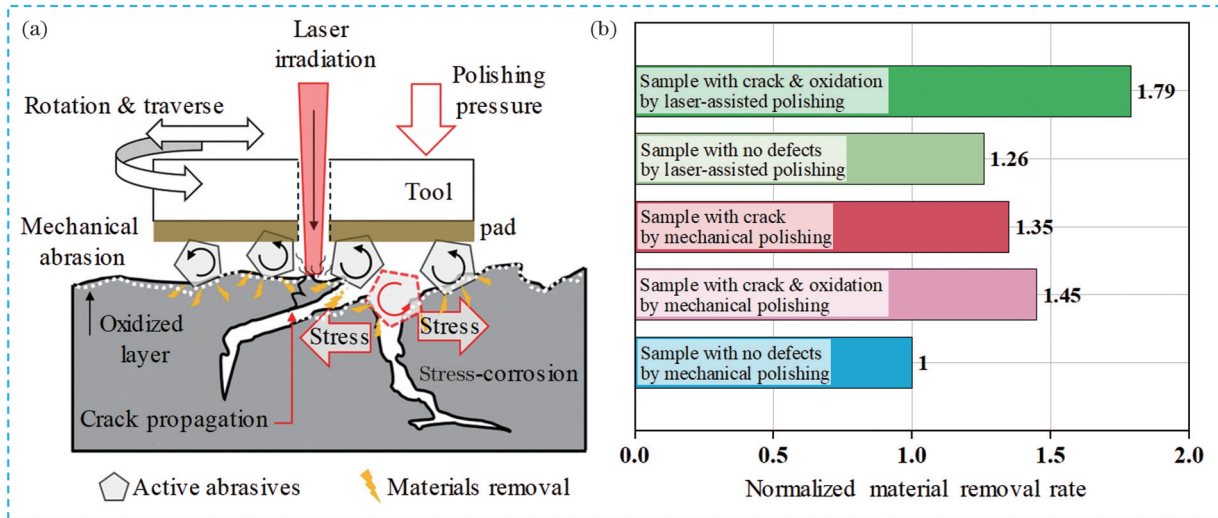 (a)
Laser
irradiation
Polishing
pressure
Rotation & traverse
Tool
pad
Mechanical
abrasion
Oxidized
layer
Stress
Stress
Stress-corrosion
Crack propagation
Active abrasives
Materials removal
(b)
Sample with crack & oxidation
by laser-assisted polishing
1.79
Sample with no defects
by laser-assisted polishing
1.26
Sample with crack
by mechanical polishing
1.35
Sample with crack & oxidation
by mechanical polishing
1.45
Sample with no defects
by mechanical polishing
1
0.0 0.5 1.0 1.5 2.0
Normalized material removal rate